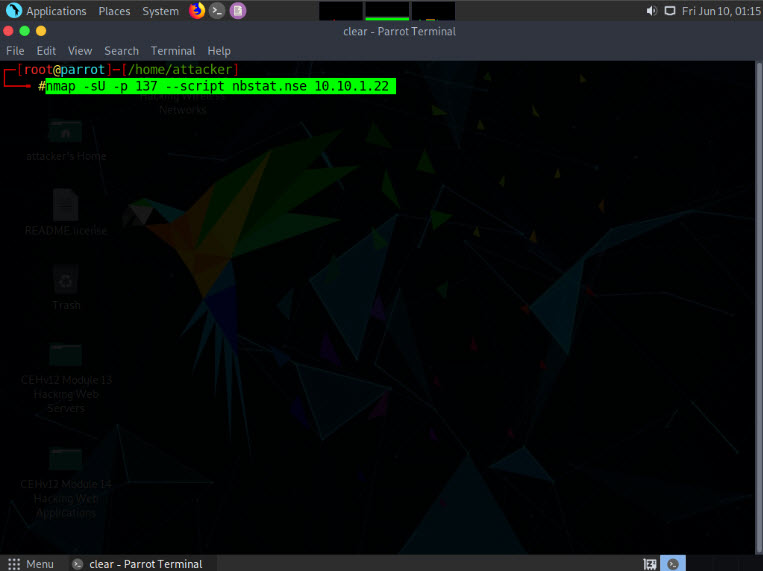 Applications Places System Fri Jun 10, 01:15
clear - Parrot Terminal
File Edit View Search Terminal Help
[root@parrot]-[/home/attacker]
#nmap -sU -p 137 --script nbstat.nse 10.10.1.22
Hacking Wireless
Networks
attacker's Home
README.license
Trash
CEHv12 Module 13
Hacking Web
Servers
CEHv12 Module 14
Hacking Web
Applications
Menu clear - Parrot Terminal